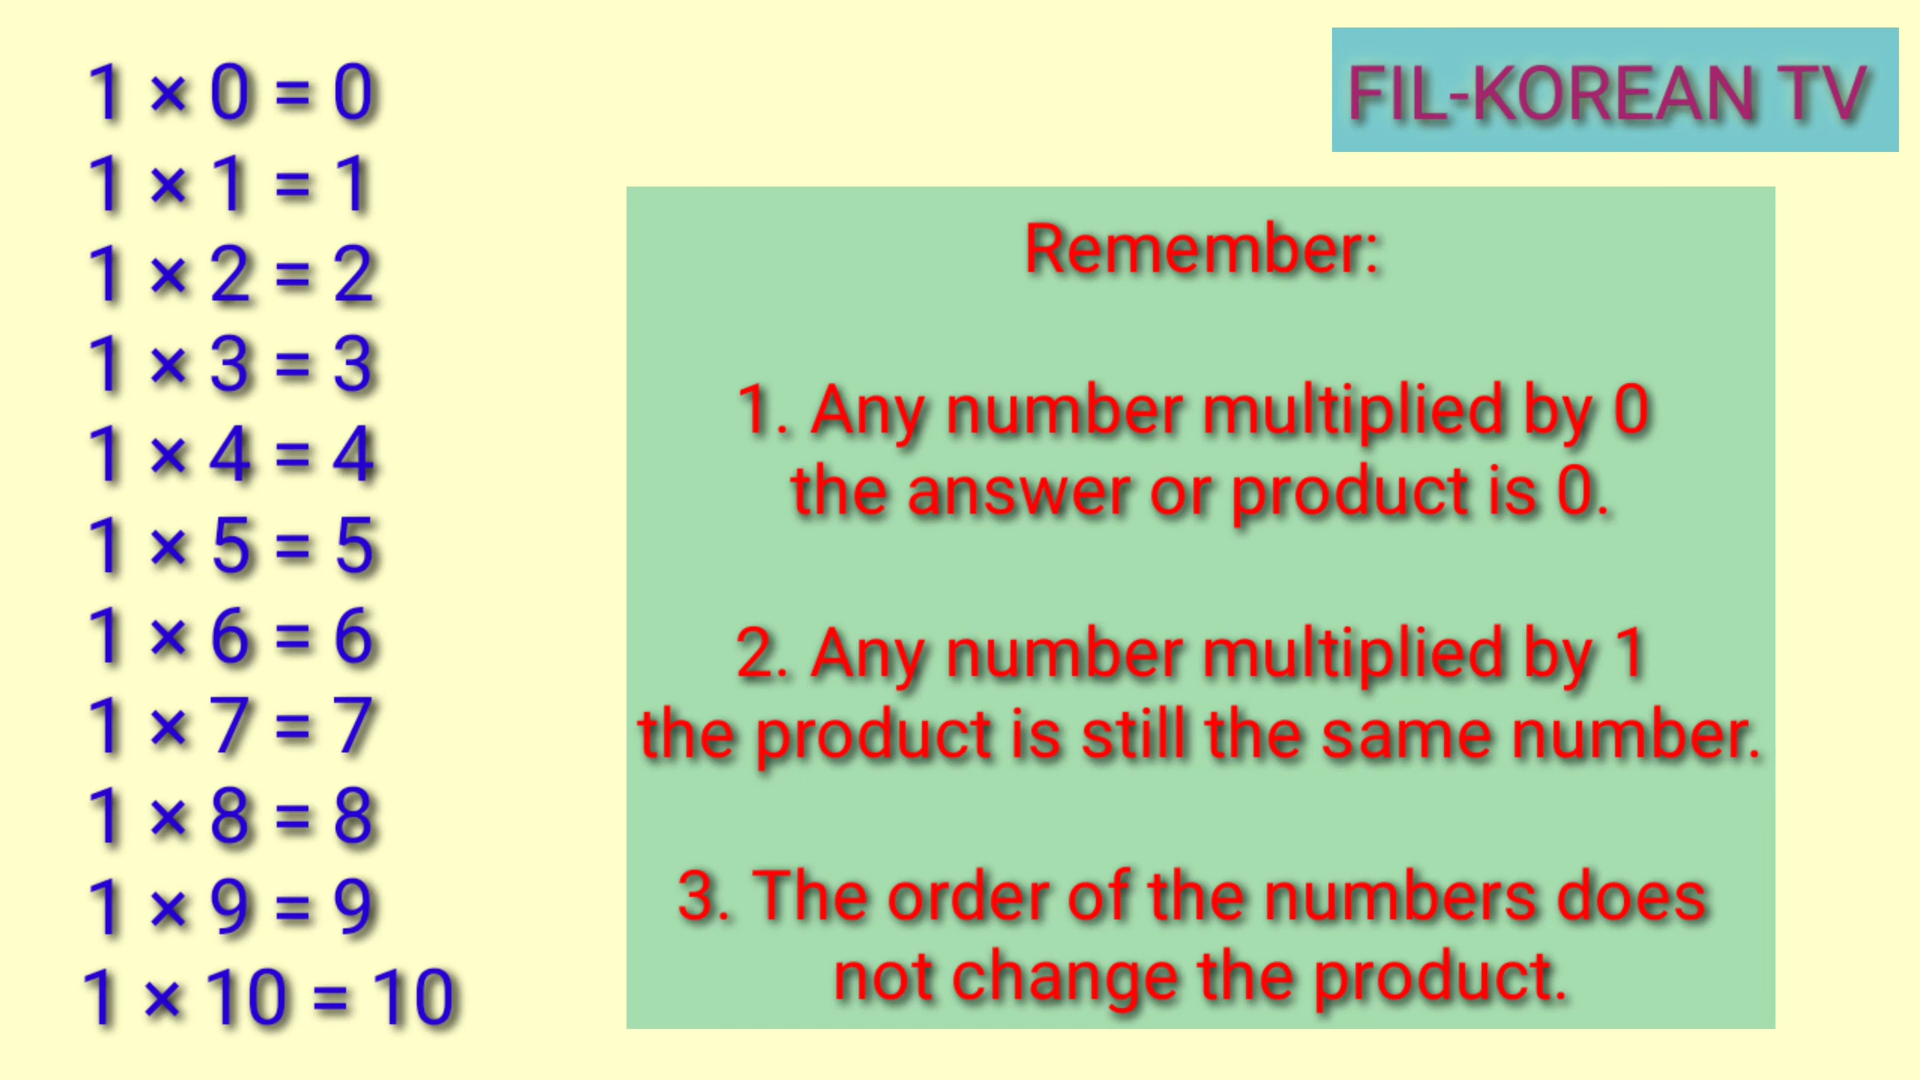 1 × 0 = 0
1 × 1 = 1
1 × 2 = 2
1 × 3 = 3
1 × 4 = 4
1 × 5 = 5
1 × 6 = 6
1 × 7 = 7
1 × 8 = 8
1 × 9 = 9
1 × 10 = 10
FIL-KOREAN TV
Remember:
1. Any number multiplied by 0
the answer or product is 0.
2. Any number multiplied by 1
the product is still the same number.
3. The order of the numbers does
not change the product.